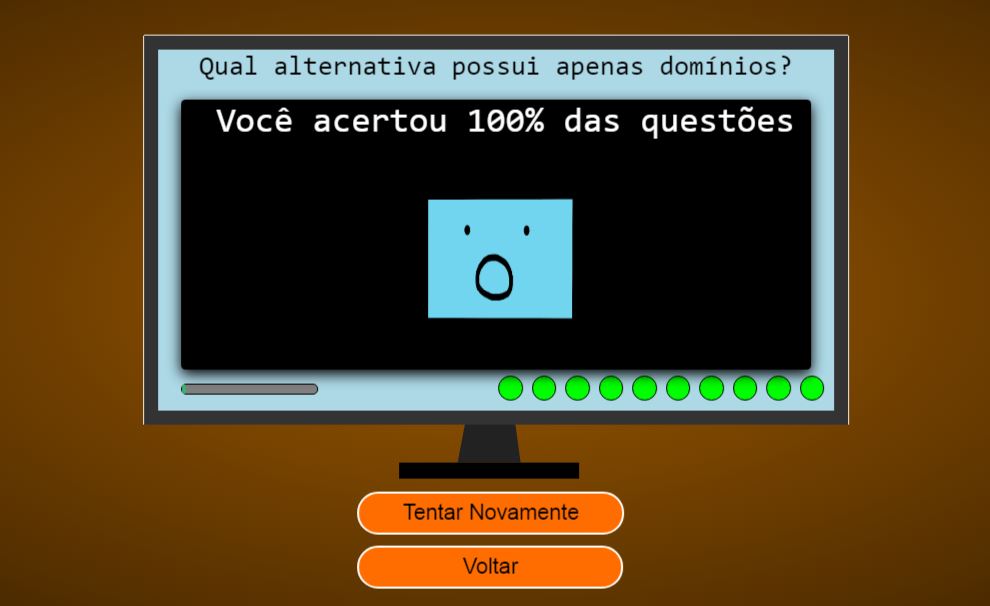 Qual alternativa possui apenas domínios?
Você acertou 100% das questões
Tentar Novamente
Voltar